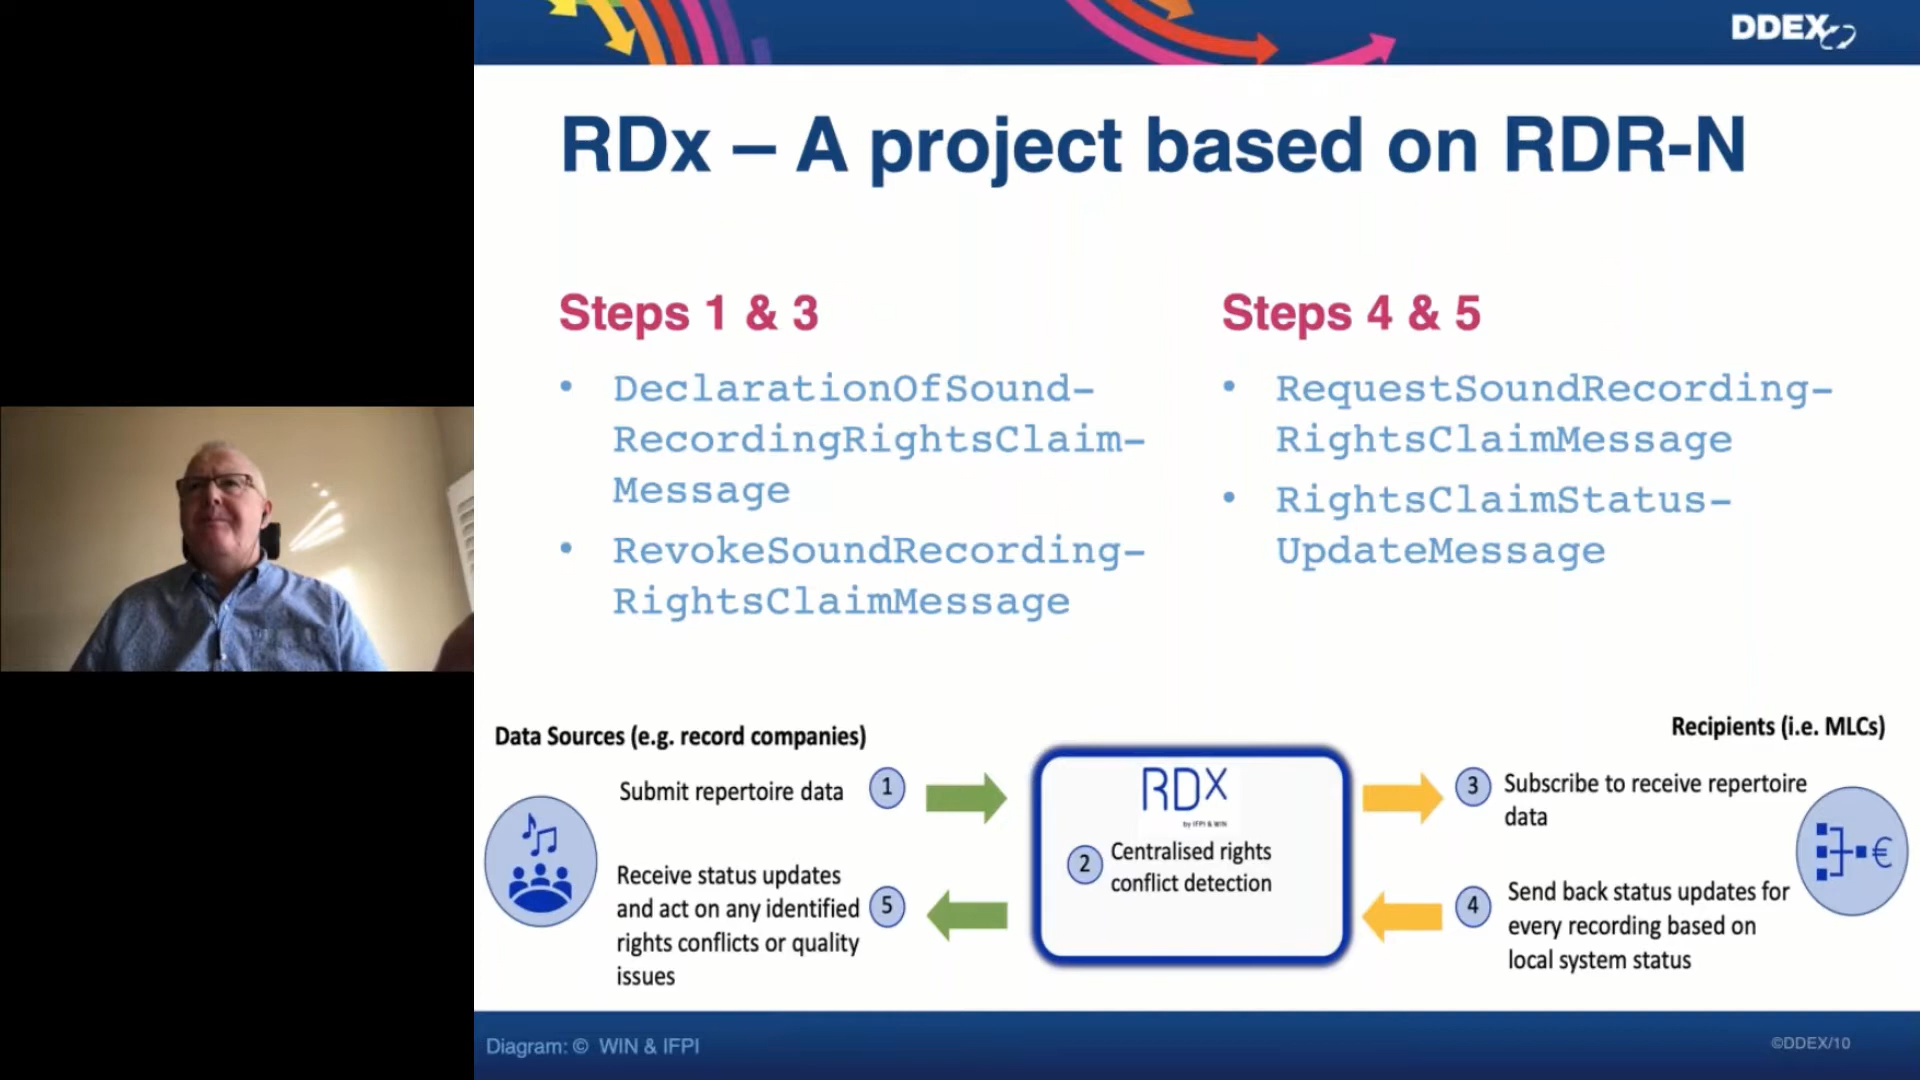 DDEX
RDx – A project based on RDR-N
Steps 1 & 3
• DeclarationOfSound-
RecordingRightsClaim-
Message
• RevokeSoundRecording-
RightsClaimMessage
Steps 4 & 5
• RequestSoundRecording-
RightsClaimMessage
• RightsClaimStatus-
UpdateMessage
Data Sources (e.g. record companies)
Submit repertoire data
1
Receive status updates
and act on any identified
rights conflicts or quality
issues
5
RDX
by IFPI & WIN
2
Centralised rights
conflict detection
Recipients (i.e. MLCs)
3
Subscribe to receive repertoire
data
4
Send back status updates for
every recording based on
local system status
€
Diagram: © WIN & IFPI
©DDEX/10